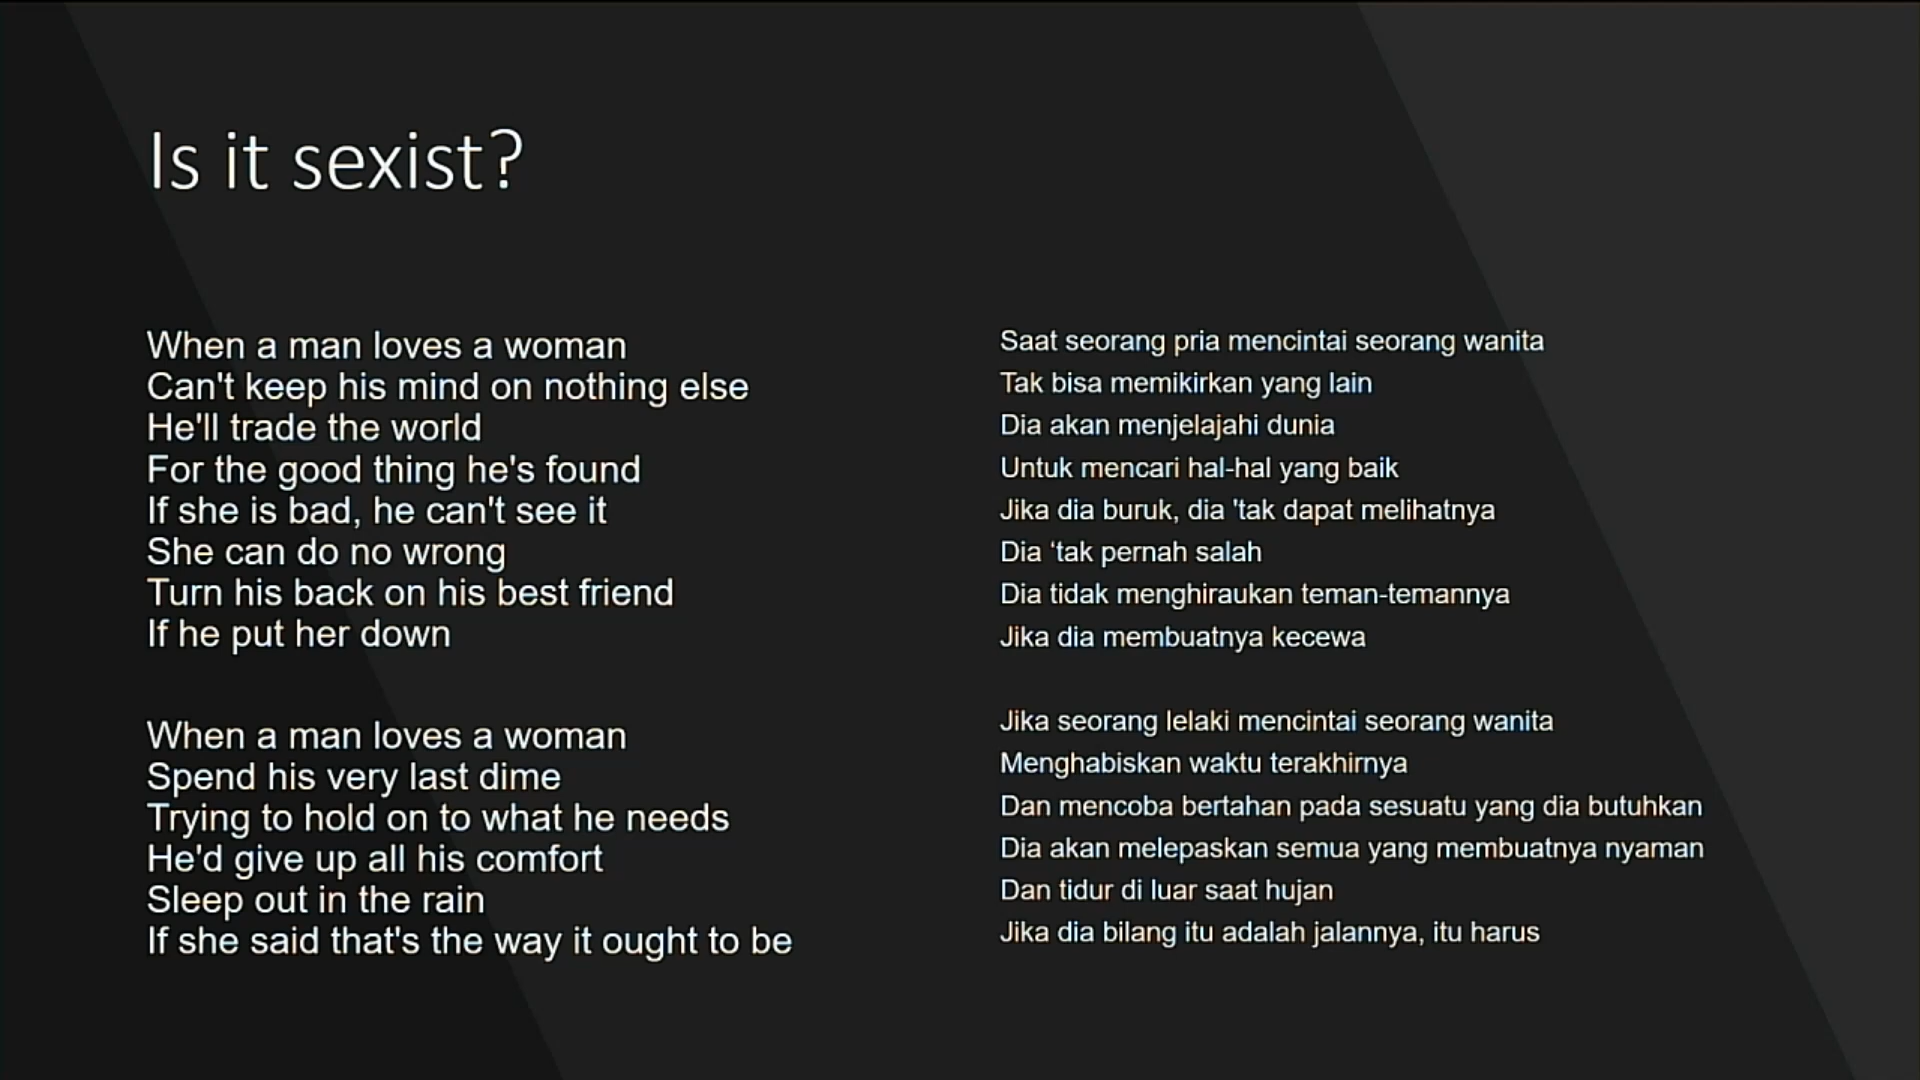 Is it sexist?
When a man loves a woman
Can't keep his mind on nothing else
He'll trade the world
For the good thing he's found
If she is bad, he can't see it
She can do no wrong
Turn his back on his best friend
If he put her down
When a man loves a woman
Spend his very last dime
Trying to hold on to what he needs
He'd give up all his comfort
Sleep out in the rain
If she said that's the way it ought to be
Saat seorang pria mencintai seorang wanita
Tak bisa memikirkan yang lain
Dia akan menjelajahi dunia
Untuk mencari hal-hal yang baik
Jika dia buruk, dia 'tak dapat melihatnya
Dia ‘tak pernah salah
Dia tidak menghiraukan teman-temannya
Jika dia membuatnya kecewa
Jika seorang lelaki mencintai seorang wanita
Menghabiskan waktu terakhirnya
Dan mencoba bertahan pada sesuatu yang dia butuhkan
Dia akan melepaskan semua yang membuatnya nyaman
Dan tidur di luar saat hujan
Jika dia bilang itu adalah jalannya, itu harus